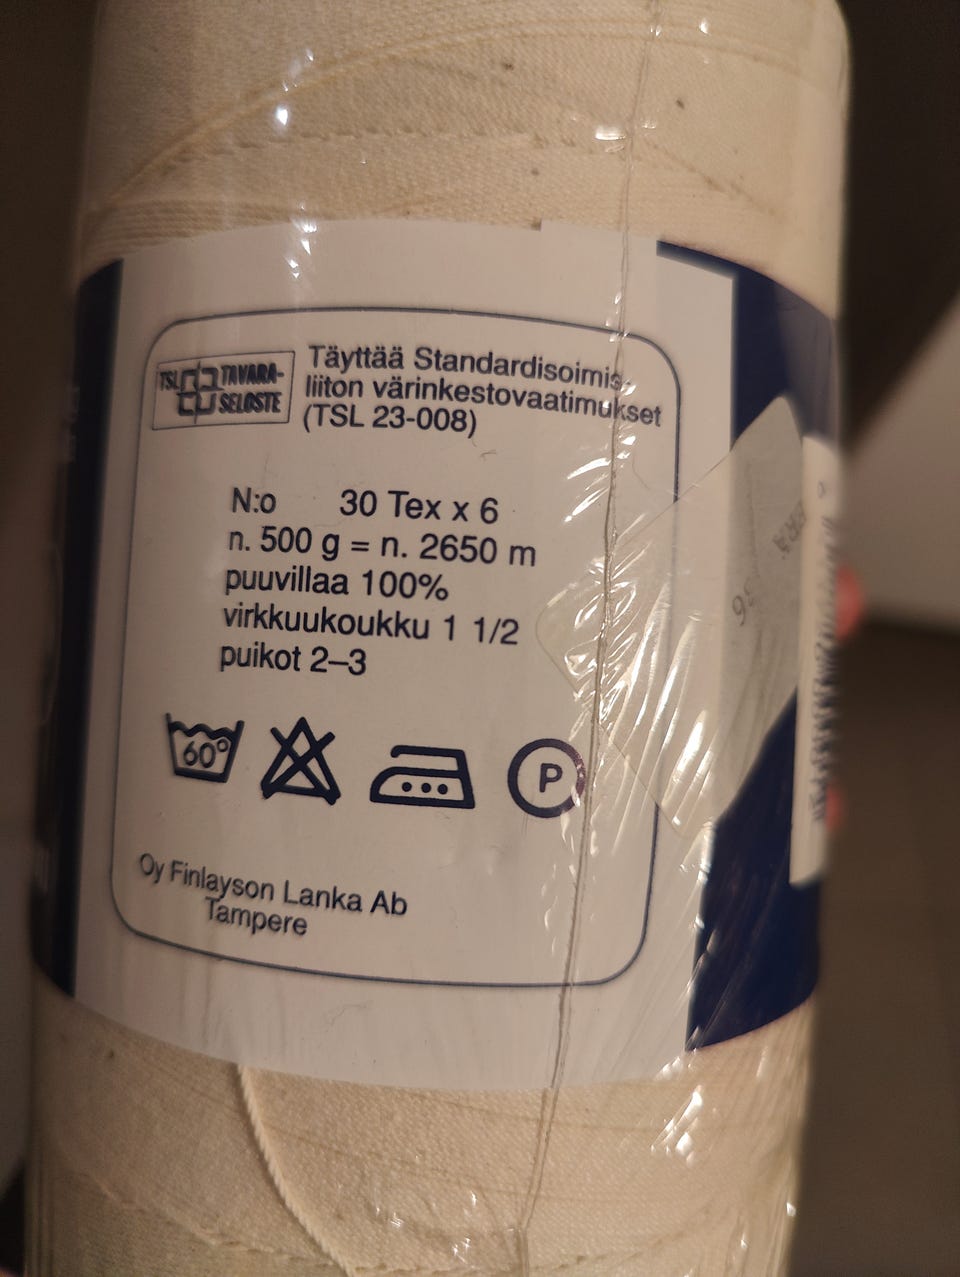 TSL TAVARA-
SELOSTE
Täyttää Standardisoimis-
liiton värinkestovaatimukset
(TSL 23-008)
N:o 30 Tex x 6
n. 500 g = n. 2650 m
puuvillaa 100%
virkkuukoukku 1 1/2
puikot 2–3
60°
P
Oy Finlayson Lanka Ab
Tampere